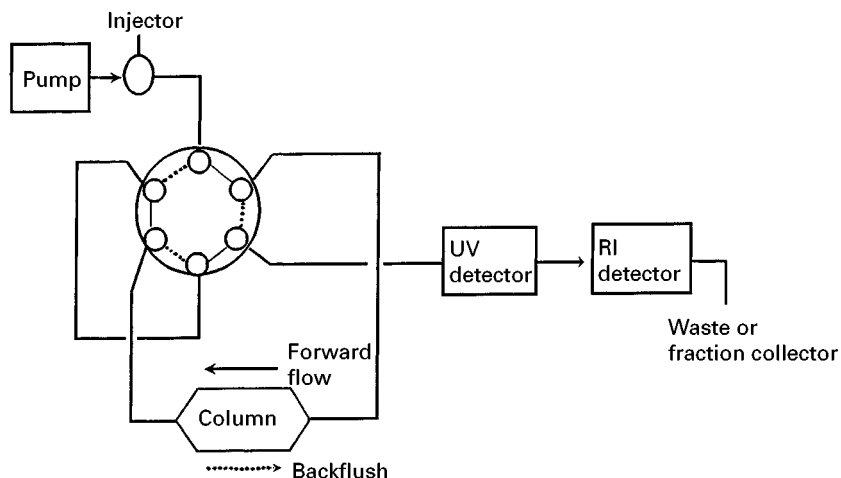 Injector
Pump
UV
detector
RI
detector
Waste or
fraction collector
Forward
flow
Column
Backflush